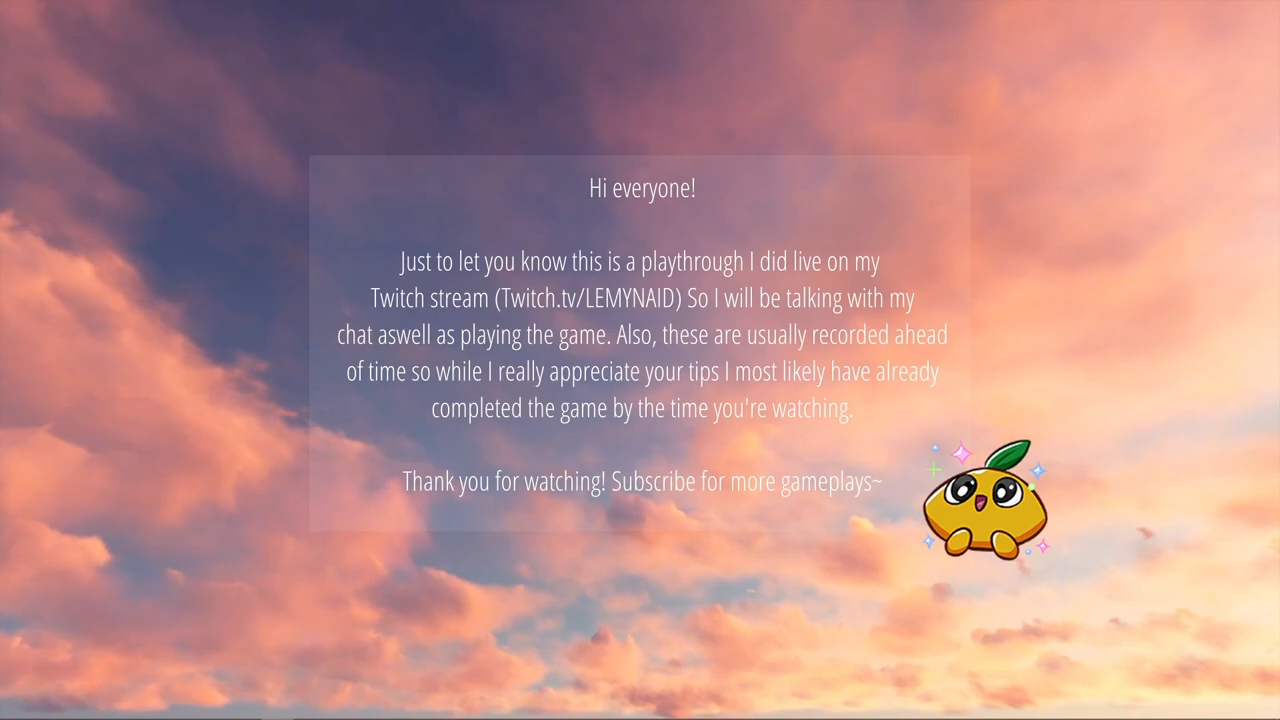 Hi everyone!
Just to let you know this is a playthrough I did live on my
Twitch stream (Twitch.tv/LEMYNAID) So I will be talking with my
chat aswell as playing the game. Also, these are usually recorded ahead
of time so while I really appreciate your tips I most likely have already
completed the game by the time you're watching.
Thank you for watching! Subscribe for more gameplays~